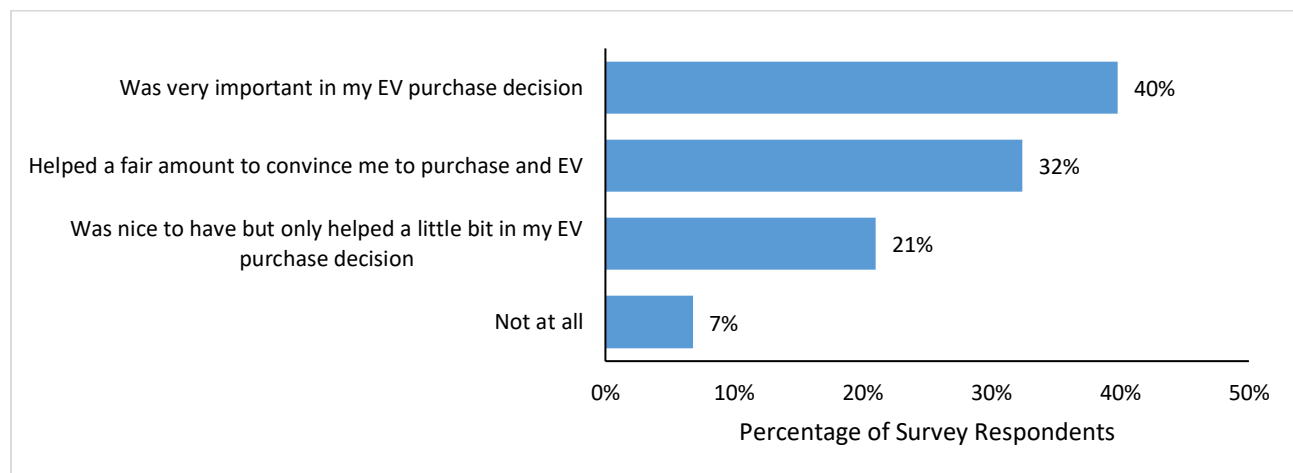 Was very important in my EV purchase decision
40%
Helped a fair amount to convince me to purchase and EV
32%
Was nice to have but only helped a little bit in my EV
purchase decision
21%
Not at all
7%
0% 10% 20% 30% 40% 50%
Percentage of Survey Respondents